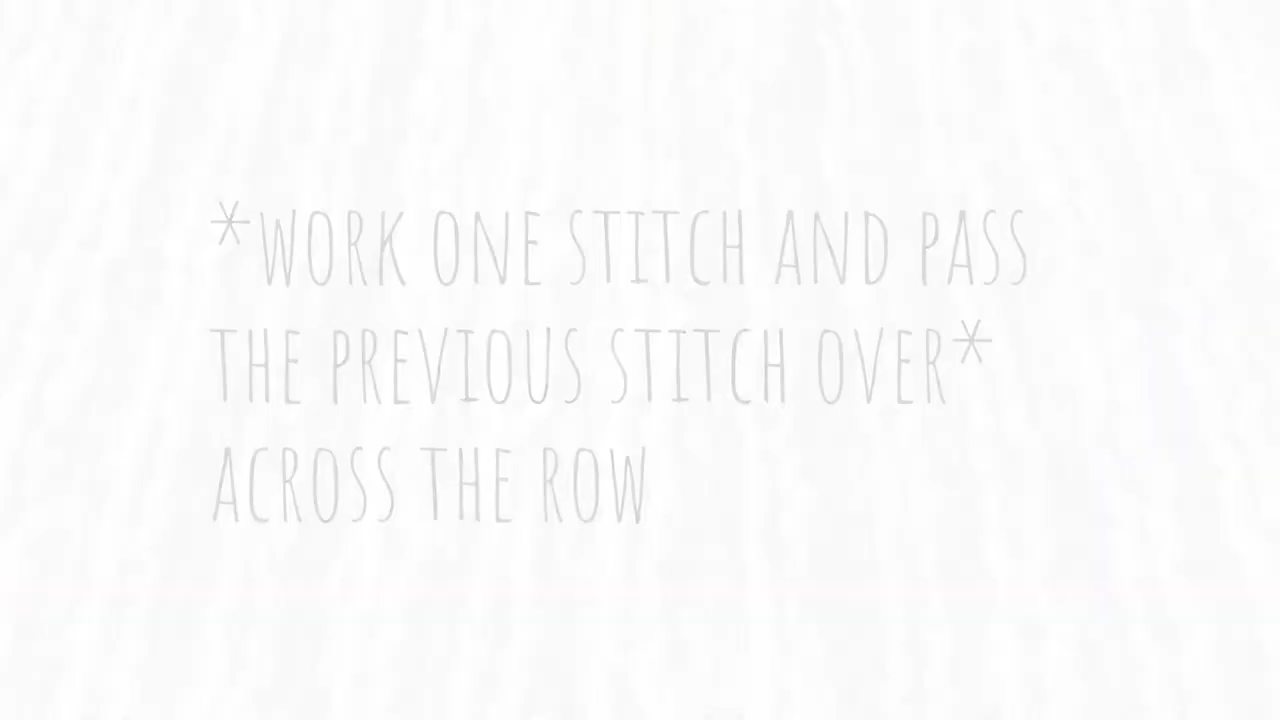 *WORK ONE STITCH AND PASS
THE PREVIOUS STITCH OVER*
ACROSS THE ROW